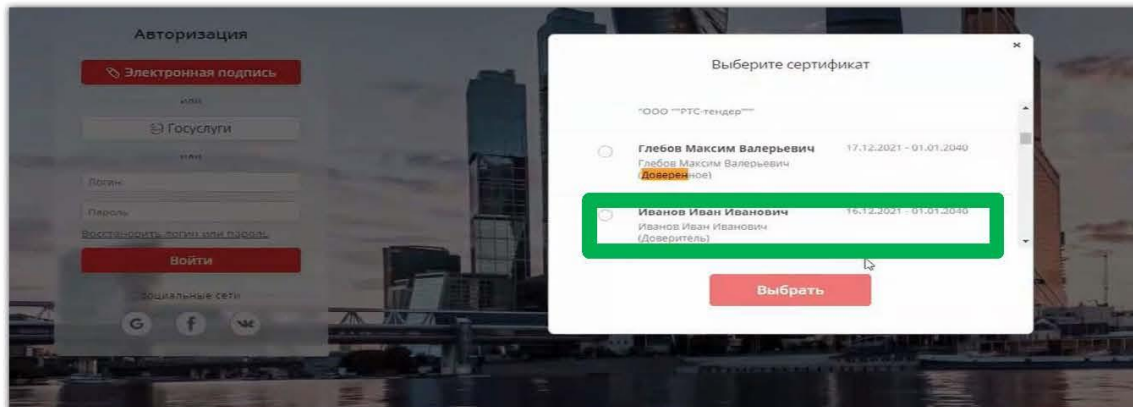 Авторизация
Электронная подпись
или
Госуслуги
или
Логин
Пароль
Восстановить логин или пароль
Войти
Социальные сети
G f
×
Выберите сертификат
"ООО ""РТС-тендер"""
Глебов Максим Валерьевич 17.12.2021 - 01.01.2040
Глебов Максим Валерьевич
(Доверенное)
Иванов Иван Иванович 16.12.2021 - 01.01.2040
Иванов Иван Иванович
(Доверитель)
Выбрать